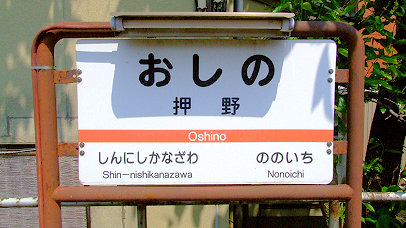 おしの
押野
Oshino
しんにしかなざわ ののいち
Shin−nishikanazawa Nonoichi